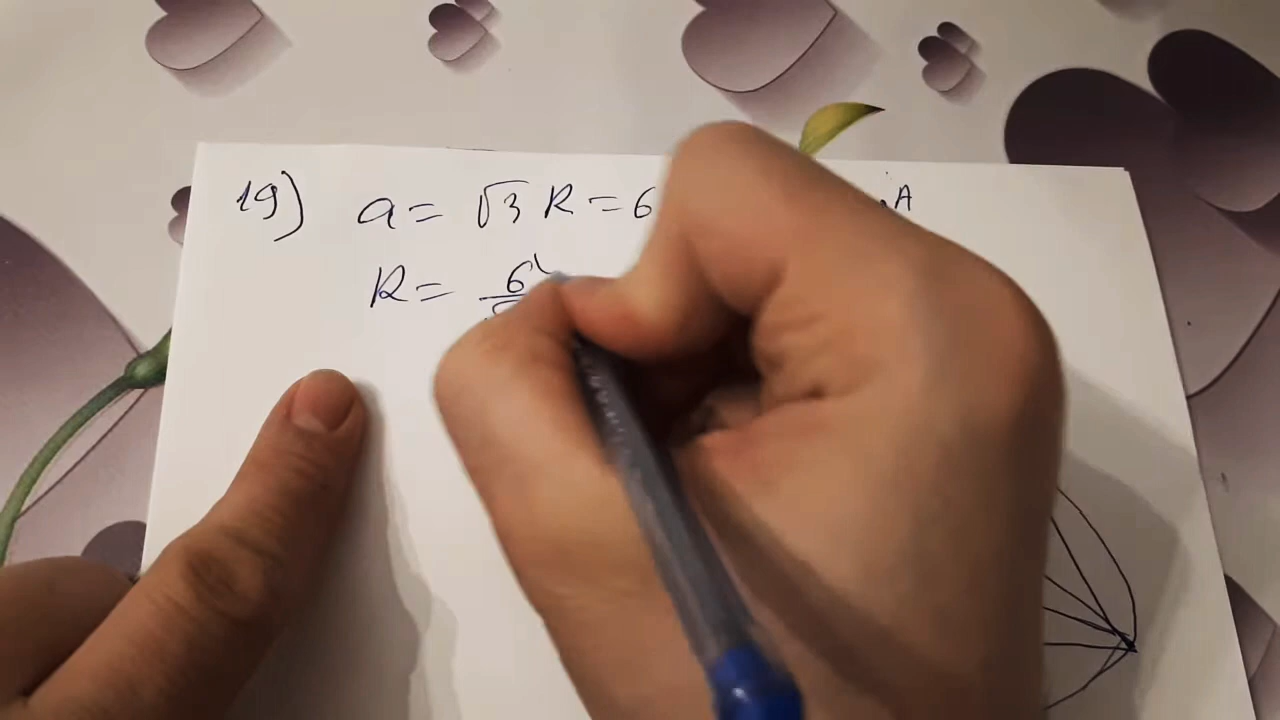 19) a = √3 R = 6
A
R = 6